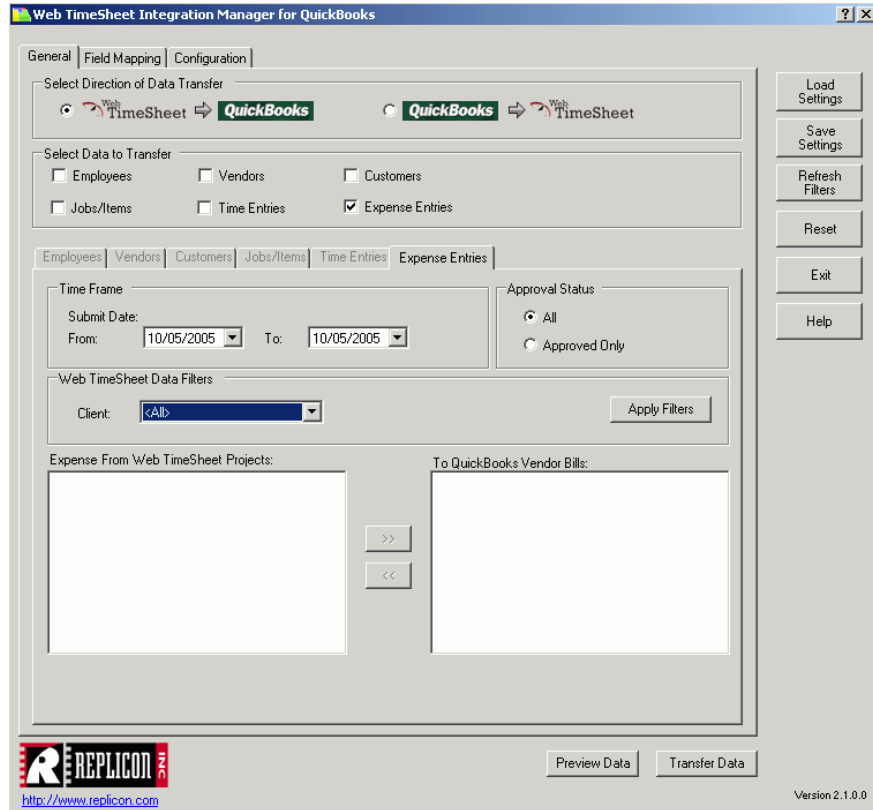 Web TimeSheet Integration Manager for QuickBooks
General Field Mapping Configuration
Select Direction of Data Transfer
Web TimeSheet QuickBooks QuickBooks Web TimeSheet
Select Data to Transfer
Employees Vendors Customers
Jobs/Items Time Entries Expense Entries
Employees Vendors Customers Jobs/Items Time Entries Expense Entries
Time Frame
Submit Date:
From: 10/05/2005 To: 10/05/2005
Approval Status
All
Approved Only
Web TimeSheet Data Filters
Client: <All> Apply Filters
Expense From Web TimeSheet Projects: To QuickBooks Vendor Bills:
>>
<<
Load
Settings
Save
Settings
Refresh
Filters
Reset
Exit
Help
Preview Data Transfer Data
R REPLICON INC
http://www.replicon.com
Version 2.1.0.0